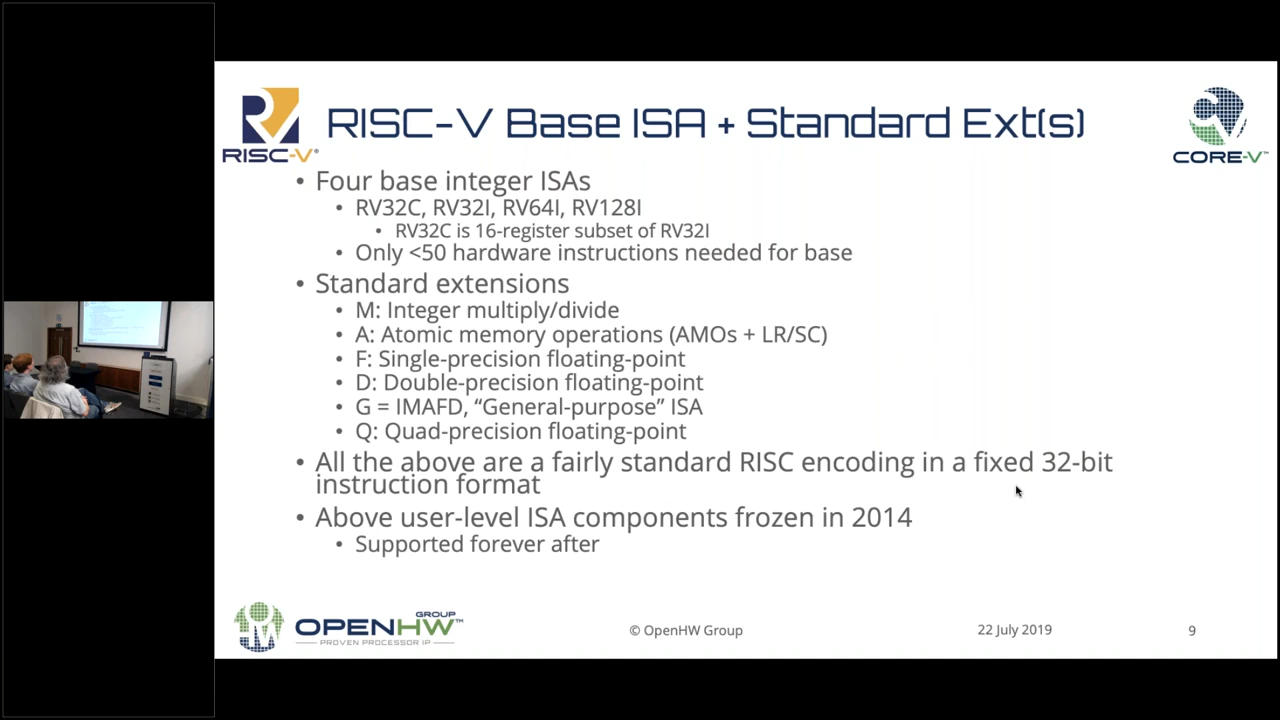 RISC-V Base ISA + Standard Ext(s)
RISC-V®
CORE-V™
• Four base integer ISAs
• RV32C, RV32I, RV64I, RV128I
• RV32C is 16-register subset of RV32I
• Only <50 hardware instructions needed for base
• Standard extensions
• M: Integer multiply/divide
• A: Atomic memory operations (AMOs + LR/SC)
• F: Single-precision floating-point
• D: Double-precision floating-point
• G = IMAFD, “General-purpose” ISA
• Q: Quad-precision floating-point
• All the above are a fairly standard RISC encoding in a fixed 32-bit
instruction format
• Above user-level ISA components frozen in 2014
• Supported forever after
OPENHW GROUP™
PROVEN PROCESSOR IP
© OpenHW Group
22 July 2019
9